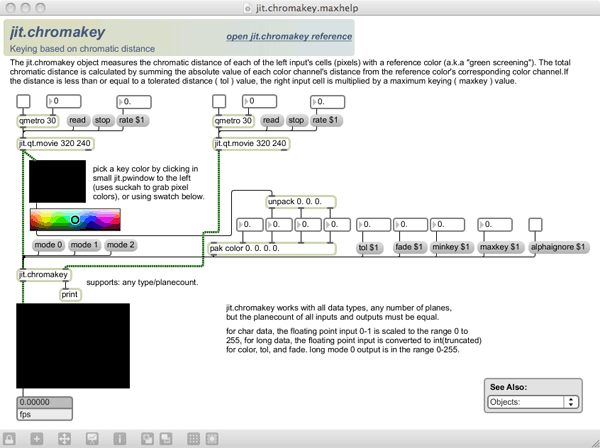 jit.chromakey.maxhelp
jit.chromakey
open jit.chromakey reference
Keying based on chromatic distance
The jit.chromakey object measures the chromatic distance of each of the left input's cells (pixels) with a reference color (a.k.a "green screening"). The total
chromatic distance is calculated by summing the absolute value of each color channel's distance from the reference color's corresponding color channel.If
the distance is less than or equal to a tolerated distance ( tol ) value, the right input cell is multiplied by a maximum keying ( maxkey ) value.
0 0. 0 0.
qmetro 30 read stop rate $1 qmetro 30 read stop rate $1
jit.qt.movie 320 240 jit.qt.movie 320 240
pick a key color by clicking in
small jit.pwindow to the left
(uses suckah to grab pixel
colors), or using swatch below.
unpack 0. 0. 0.
0. 0. 0. 0. 0. 0. 0. 0.
mode 0 mode 1 mode 2 pak color 0. 0. 0. 0. tol $1 fade $1 minkey $1 maxkey $1 alphaignore $1
jit.chromakey
supports: any type/planecount.
print
jit.chromakey works with all data types, any number of planes,
but the planecount of all inputs and outputs must be equal.
for char data, the floating point input 0-1 is scaled to the range 0 to
255, for long data, the floating point input is converted to int(truncated)
for color, tol, and fade. long mode 0 output is in the range 0-255.
See Also:
Objects:
0.00000
fps